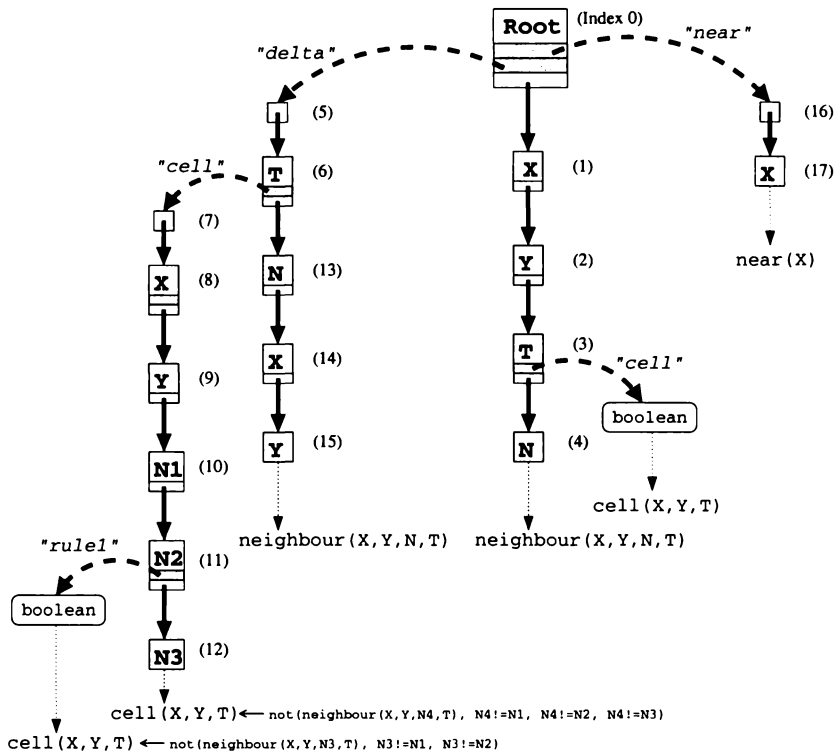 Root (Index 0)
"delta"
"near"
(5)
(16)
"cell"
T (6)
X (1)
X (17)
(7)
near(X)
X (8)
N (13)
Y (2)
T (3)
"cell"
Y (9)
X (14)
boolean
N1 (10)
Y (15)
N (4)
cell(X,Y,T)
"rule1"
N2 (11)
neighbour(X,Y,N,T)
neighbour(X,Y,N,T)
boolean
N3 (12)
cell(X,Y,T) ← not(neighbour(X,Y,N4,T), N4!=N1, N4!=N2, N4!=N3)
cell(X,Y,T) ← not(neighbour(X,Y,N3,T), N3!=N1, N3!=N2)